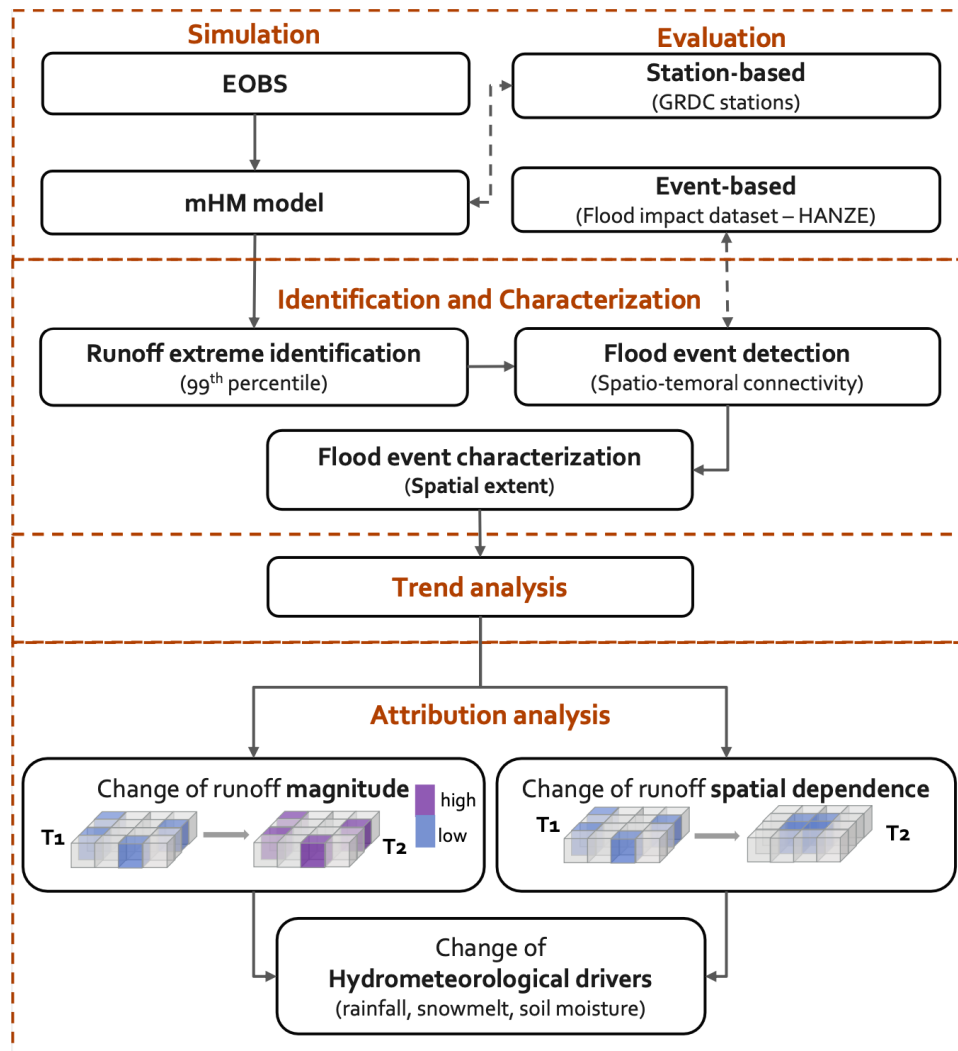 Simulation
Evaluation
EOBS
Station-based
(GRDC stations)
mHM model
Event-based
(Flood impact dataset – HANZE)
Identification and Characterization
Runoff extreme identification
(99th percentile)
Flood event detection
(Spatio-temoral connectivity)
Flood event characterization
(Spatial extent)
Trend analysis
Attribution analysis
Change of runoff magnitude
high
low
T1
T2
Change of runoff spatial dependence
T1
T2
Change of
Hydrometeorological drivers
(rainfall, snowmelt, soil moisture)